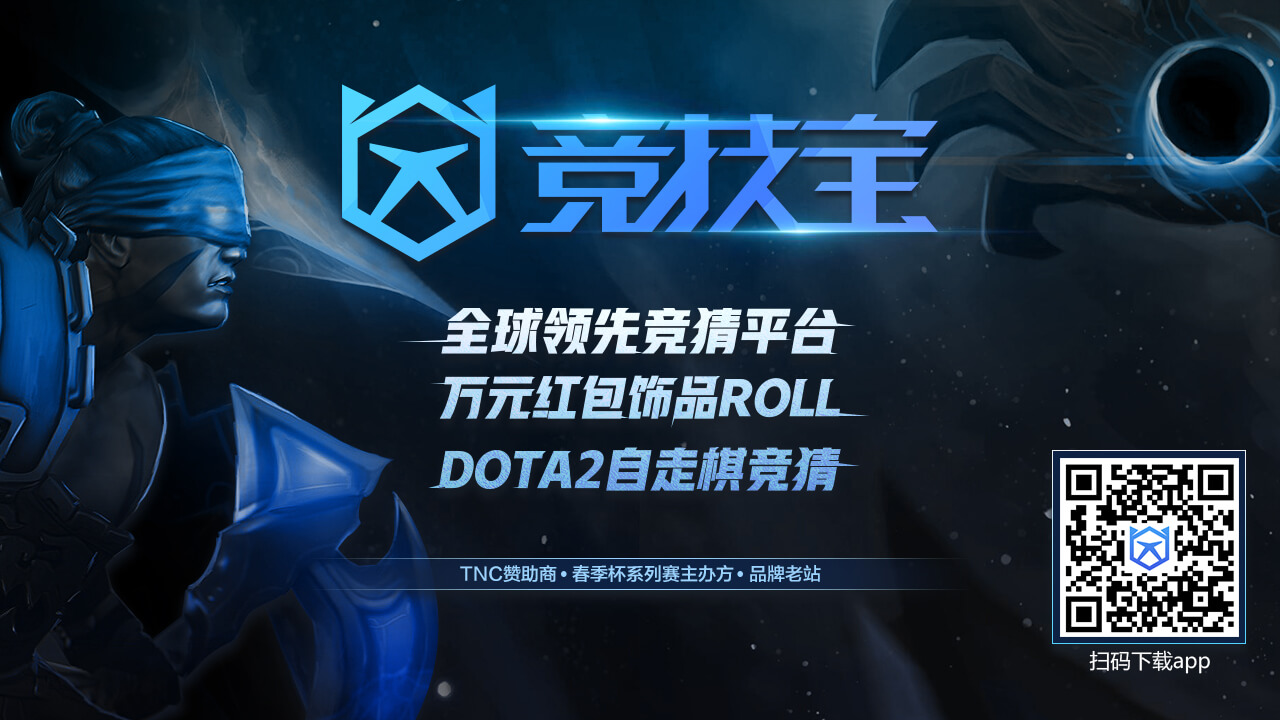 竞技宝
全球领先竞猜平台
万元红包饰品ROLL
DOTA2自走棋竞猜
TNC赞助商•春季杯系列赛主办方•品牌老站
扫码下载app